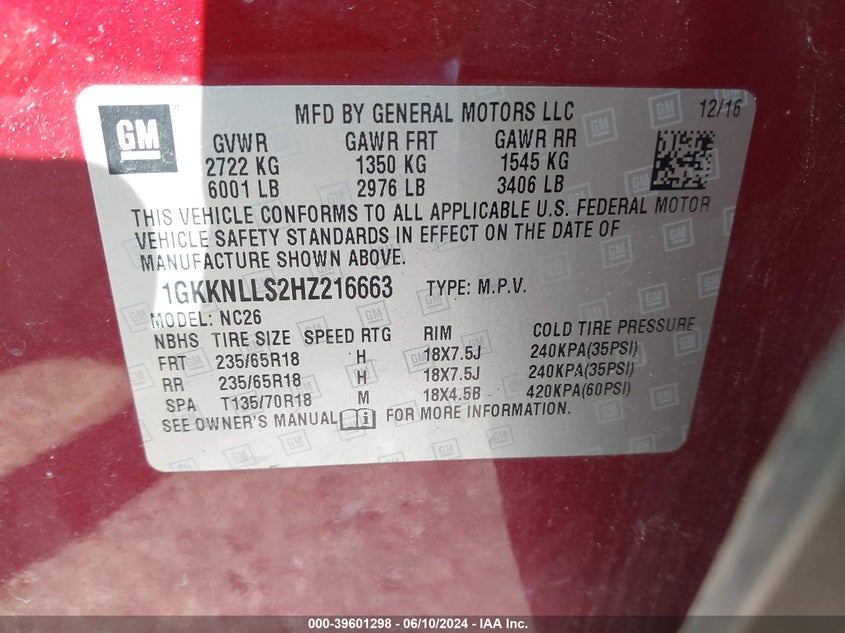 GM MFD BY GENERAL MOTORS LLC 12/16
GVWR GAWR FRT GAWR RR
2722 KG 1350 KG 1545 KG
6001 LB 2976 LB 3406 LB
THIS VEHICLE CONFORMS TO ALL APPLICABLE U.S. FEDERAL MOTOR
VEHICLE SAFETY STANDARDS IN EFFECT ON THE DATE OF
MANUFACTURE SHOWN ABOVE.
1GKKNLLS2HZ216663 TYPE: M.P.V.
MODEL: NC26
NBHS TIRE SIZE SPEED RTG RIM COLD TIRE PRESSURE
FRT 235/65R18 H 18X7.5J 240KPA(35PSI)
RR 235/65R18 H 18X7.5J 240KPA(35PSI)
SPA T135/70R18 M 18X4.5B 420KPA(60PSI)
SEE OWNER'S MANUAL i FOR MORE INFORMATION.
000-39601298 - 06/10/2024 - IAA Inc.